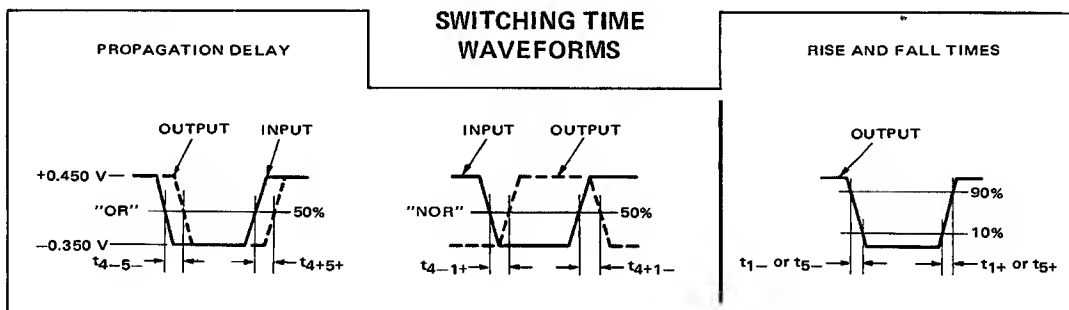 SWITCHING TIME
WAVEFORMS
PROPAGATION DELAY
OUTPUT
INPUT
+0.450 V
"OR"
50%
−0.350 V
t4−5−
t4+5+
INPUT
OUTPUT
"NOR"
50%
t4−1+
t4+1−
RISE AND FALL TIMES
OUTPUT
90%
10%
t1− or t5−
t1+ or t5+